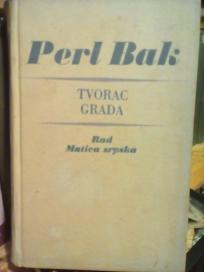 Perl Bak
TVORAC
GRADA
Rad
Matica srpska